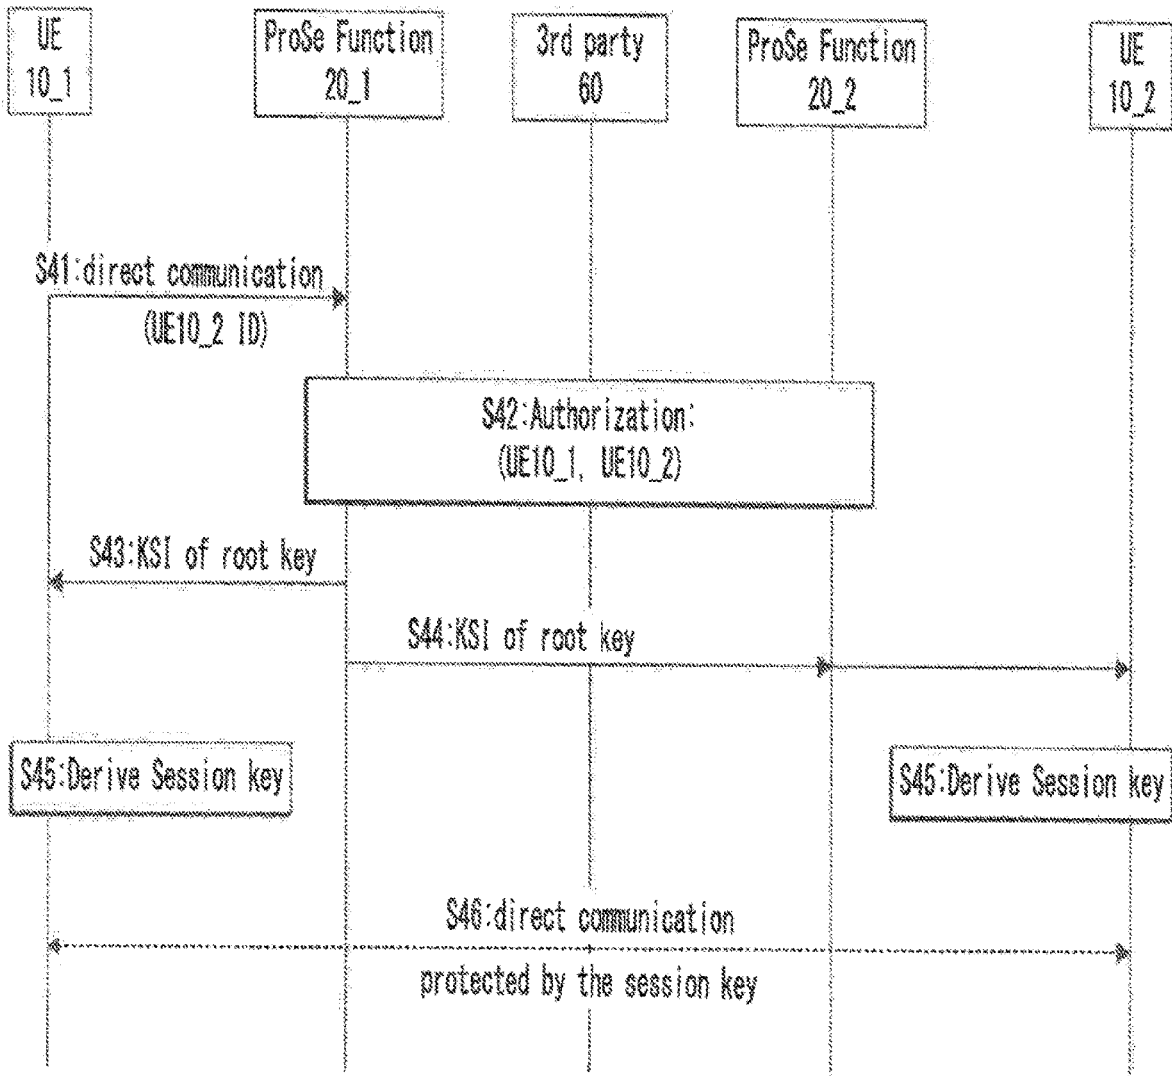 UE
10_1
ProSe Function
20_1
3rd party
60
ProSe Function
20_2
UE
10_2
S41:direct communication
(UE10_2 ID)
S42:Authorization:
(UE10_1, UE10_2)
S43:KSI of root key
S44:KSI of root key
S45:Derive Session key
S45:Derive Session key
S46:direct communication
protected by the session key